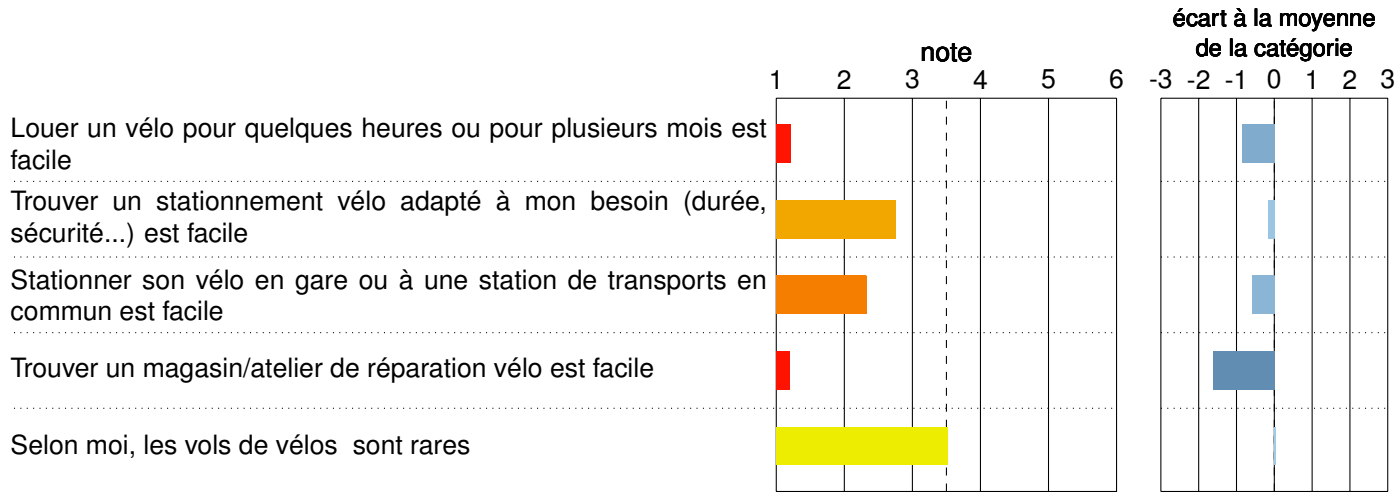 écart à la moyenne
note de la catégorie
1 2 3 4 5 6 -3 -2 -1 0 1 2 3
Louer un vélo pour quelques heures ou pour plusieurs mois est
facile
Trouver un stationnement vélo adapté à mon besoin (durée,
sécurité...) est facile
Stationner son vélo en gare ou à une station de transports en
commun est facile
Trouver un magasin/atelier de réparation vélo est facile
Selon moi, les vols de vélos sont rares